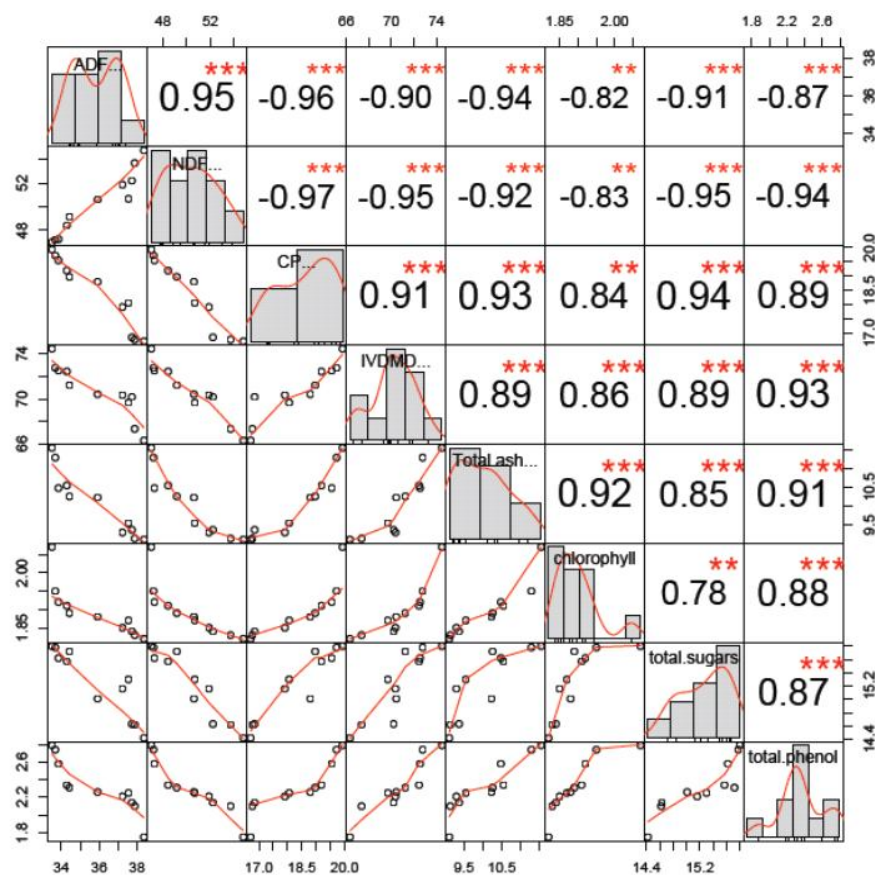 48 52 66 70 74 1.85 2.00 1.8 2.2 2.6
ADF... *** *** *** *** ** *** ***
0.95 -0.96 -0.90 -0.94 -0.82 -0.91 -0.87
38
36
34
NDF... *** *** *** ** *** ***
-0.97 -0.95 -0.92 -0.83 -0.95 -0.94
52
48
CP... *** *** ** *** ***
0.91 0.93 0.84 0.94 0.89
20.0
18.5
17.0
IVDMD... *** *** *** ***
0.89 0.86 0.89 0.93
74
70
66
Total.ash... *** *** ***
0.92 0.85 0.91
10.5
9.5
chlorophyll ** ***
0.78 0.88
2.00
1.85
total.sugars ***
0.87
15.2
14.4
total.phenol
2.6
2.2
1.8
34 36 38 17.0 18.5 20.0 9.5 10.5 14.4 15.2